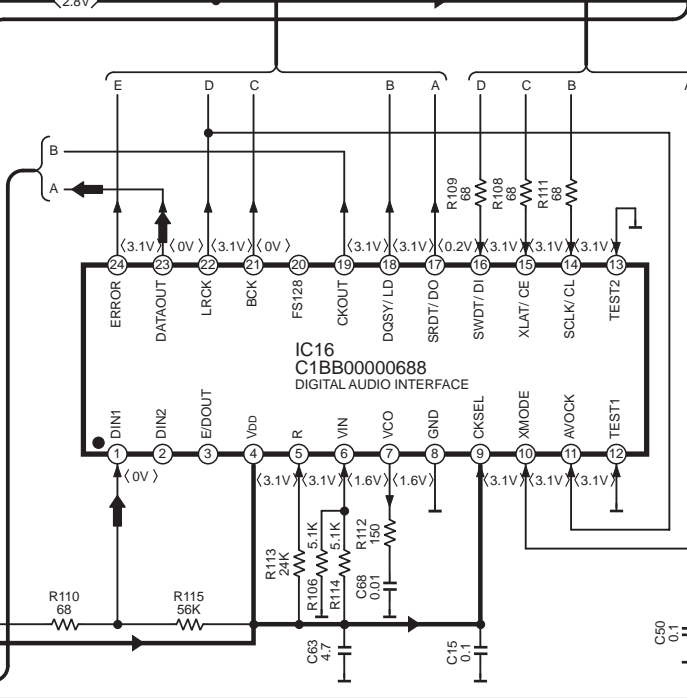 〈2.8V〉
E D C B A D C B A
B
A
R109
68
R108
68
R111
68
〈3.1V〉 〈0V 〉 〈3.1V〉 〈0V 〉 〈3.1V〉 〈3.1V〉 〈0.2V〉 〈3.1V〉 〈3.1V〉 〈3.1V〉
24 23 22 21 20 19 18 17 16 15 14 13
ERROR
DATAOUT
LRCK
BCK
FS128
CKOUT
DQSY/ LD
SRDT/ DO
SWDT/ DI
XLAT/ CE
SCLK/ CL
TEST2
IC16
C1BB00000688
DIGITAL AUDIO INTERFACE
DIN1
DIN2
E/DOUT
VDD
R
VIN
VCO
GND
CKSEL
XMODE
AVOCK
TEST1
1 2 3 4 5 6 7 8 9 10 11 12
〈0V 〉 〈3.1V〉 〈3.1V〉 〈1.6V〉 〈1.6V〉 〈3.1V〉 〈3.1V〉 〈3.1V〉
R113
24K
R106
5.1K
R114
5.1K
R112
150
C68
0.01
R110
68
R115
56K
C63
4.7
C15
0.1
C50
0.1